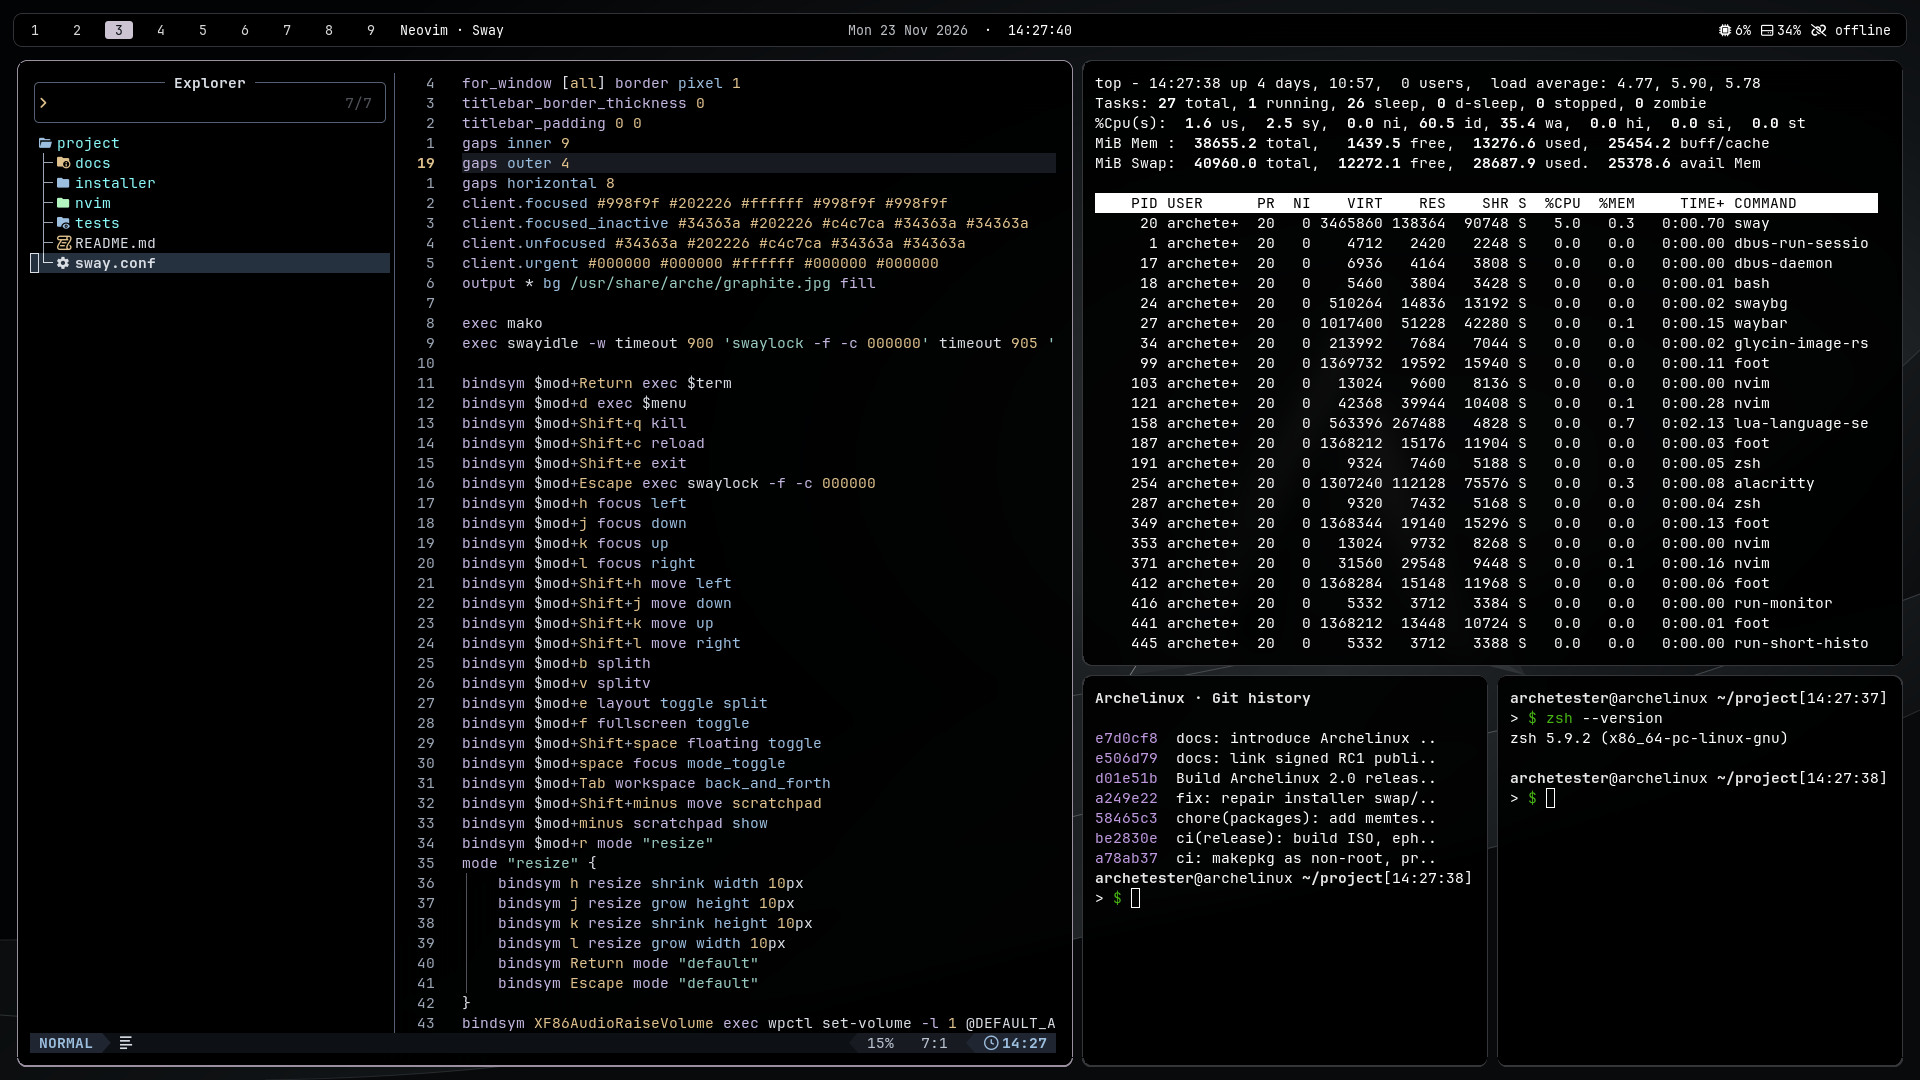 1 2 3 4 5 6 7 8 9 Neovim · Sway
Mon 23 Nov 2026 · 14:27:40
6% 34% offline
Explorer
7/7
project
docs
installer
nvim
tests
README.md
sway.conf
4 for_window [all] border pixel 1
3 titlebar_border_thickness 0
2 titlebar_padding 0 0
1 gaps inner 9
19 gaps outer 4
1 gaps horizontal 8
2 client.focused #998f9f #202226 #ffffff #998f9f #998f9f
3 client.focused_inactive #34363a #202226 #c4c7ca #34363a #34363a
4 client.unfocused #34363a #202226 #c4c7ca #34363a #34363a
5 client.urgent #000000 #000000 #ffffff #000000 #000000
6 output * bg /usr/share/arche/graphite.jpg fill
7
8 exec mako
9 exec swayidle -w timeout 900 'swaylock -f -c 000000' timeout 905 '
10
11 bindsym $mod+Return exec $term
12 bindsym $mod+d exec $menu
13 bindsym $mod+Shift+q kill
14 bindsym $mod+Shift+c reload
15 bindsym $mod+Shift+e exit
16 bindsym $mod+Escape exec swaylock -f -c 000000
17 bindsym $mod+h focus left
18 bindsym $mod+j focus down
19 bindsym $mod+k focus up
20 bindsym $mod+l focus right
21 bindsym $mod+Shift+h move left
22 bindsym $mod+Shift+j move down
23 bindsym $mod+Shift+k move up
24 bindsym $mod+Shift+l move right
25 bindsym $mod+b splith
26 bindsym $mod+v splitv
27 bindsym $mod+e layout toggle split
28 bindsym $mod+f fullscreen toggle
29 bindsym $mod+Shift+space floating toggle
30 bindsym $mod+space focus mode_toggle
31 bindsym $mod+Tab workspace back_and_forth
32 bindsym $mod+Shift+minus move scratchpad
33 bindsym $mod+minus scratchpad show
34 bindsym $mod+r mode "resize"
35 mode "resize" {
36 bindsym h resize shrink width 10px
37 bindsym j resize grow height 10px
38 bindsym k resize shrink height 10px
39 bindsym l resize grow width 10px
40 bindsym Return mode "default"
41 bindsym Escape mode "default"
42 }
43 bindsym XF86AudioRaiseVolume exec wpctl set-volume -l 1 @DEFAULT_A
NORMAL 15% 7:1 14:27
top - 14:27:38 up 4 days, 10:57, 0 users, load average: 4.77, 5.90, 5.78
Tasks: 27 total, 1 running, 26 sleep, 0 d-sleep, 0 stopped, 0 zombie
%Cpu(s): 1.6 us, 2.5 sy, 0.0 ni, 60.5 id, 35.4 wa, 0.0 hi, 0.0 si, 0.0 st
MiB Mem : 38655.2 total, 1439.5 free, 13276.6 used, 25454.2 buff/cache
MiB Swap: 40960.0 total, 12272.1 free, 28687.9 used. 25378.6 avail Mem
PID USER PR NI VIRT RES SHR S %CPU %MEM TIME+ COMMAND
20 archete+ 20 0 3465860 138364 90748 S 5.0 0.3 0:00.70 sway
1 archete+ 20 0 4712 2420 2248 S 0.0 0.0 0:00.00 dbus-run-sessio
17 archete+ 20 0 6936 4164 3808 S 0.0 0.0 0:00.00 dbus-daemon
18 archete+ 20 0 5460 3804 3428 S 0.0 0.0 0:00.01 bash
24 archete+ 20 0 510264 14836 13192 S 0.0 0.0 0:00.02 swaybg
27 archete+ 20 0 1017400 51228 42280 S 0.0 0.1 0:00.15 waybar
34 archete+ 20 0 213992 7684 7044 S 0.0 0.0 0:00.02 glycin-image-rs
99 archete+ 20 0 1369732 19592 15940 S 0.0 0.0 0:00.11 foot
103 archete+ 20 0 13024 9600 8136 S 0.0 0.0 0:00.00 nvim
121 archete+ 20 0 42368 39944 10408 S 0.0 0.1 0:00.28 nvim
158 archete+ 20 0 563396 267488 4828 S 0.0 0.7 0:02.13 lua-language-se
187 archete+ 20 0 1368212 15176 11904 S 0.0 0.0 0:00.03 foot
191 archete+ 20 0 9324 7460 5188 S 0.0 0.0 0:00.05 zsh
254 archete+ 20 0 1307240 112128 75576 S 0.0 0.3 0:00.08 alacritty
287 archete+ 20 0 9320 7432 5168 S 0.0 0.0 0:00.04 zsh
349 archete+ 20 0 1368344 19140 15296 S 0.0 0.0 0:00.13 foot
353 archete+ 20 0 13024 9732 8268 S 0.0 0.0 0:00.00 nvim
371 archete+ 20 0 31560 29548 9448 S 0.0 0.1 0:00.16 nvim
412 archete+ 20 0 1368284 15148 11968 S 0.0 0.0 0:00.06 foot
416 archete+ 20 0 5332 3712 3384 S 0.0 0.0 0:00.00 run-monitor
441 archete+ 20 0 1368212 13448 10724 S 0.0 0.0 0:00.01 foot
445 archete+ 20 0 5332 3712 3388 S 0.0 0.0 0:00.00 run-short-histo
Archelinux · Git history
e7d0cf8 docs: introduce Archelinux ..
e506d79 docs: link signed RC1 publi..
d01e51b Build Archelinux 2.0 releas..
a249e22 fix: repair installer swap/..
58465c3 chore(packages): add memtes..
be2830e ci(release): build ISO, eph..
a78ab37 ci: makepkg as non-root, pr..
archetester@archelinux ~/project[14:27:38]
> $
archetester@archelinux ~/project[14:27:37]
> $ zsh --version
zsh 5.9.2 (x86_64-pc-linux-gnu)
archetester@archelinux ~/project[14:27:38]
> $